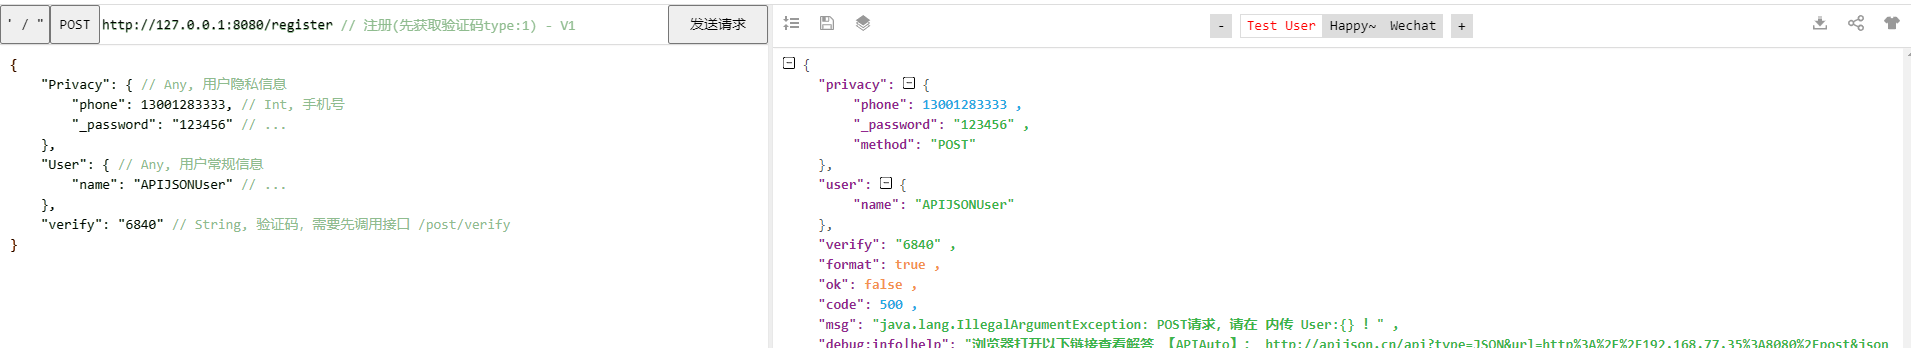 ' / " POST http://127.0.0.1:8080/register // 注册(先获取验证码type:1) - V1 发送请求
- Test User Happy~ Wechat +
{
"Privacy": { // Any, 用户隐私信息
"phone": 13001283333, // Int, 手机号
"_password": "123456" // ...
},
"User": { // Any, 用户常规信息
"name": "APIJSONUser" // ...
},
"verify": "6840" // String, 验证码, 需要先调用接口 /post/verify
}
{
"privacy": {
"phone": 13001283333 ,
"_password": "123456" ,
"method": "POST"
},
"user": {
"name": "APIJSONUser"
},
"verify": "6840" ,
"format": true ,
"ok": false ,
"code": 500 ,
"msg": "java.lang.IllegalArgumentException: POST请求, 请在 内传 User:{} ! " ,
"debug:info|help": "浏览器打开以下链接查看解答 【APIAuto】: http://apijson.cn/api?type=JSON&url=http%3A%2F%2F192.168.77.35%3A8080%2Fpost&json